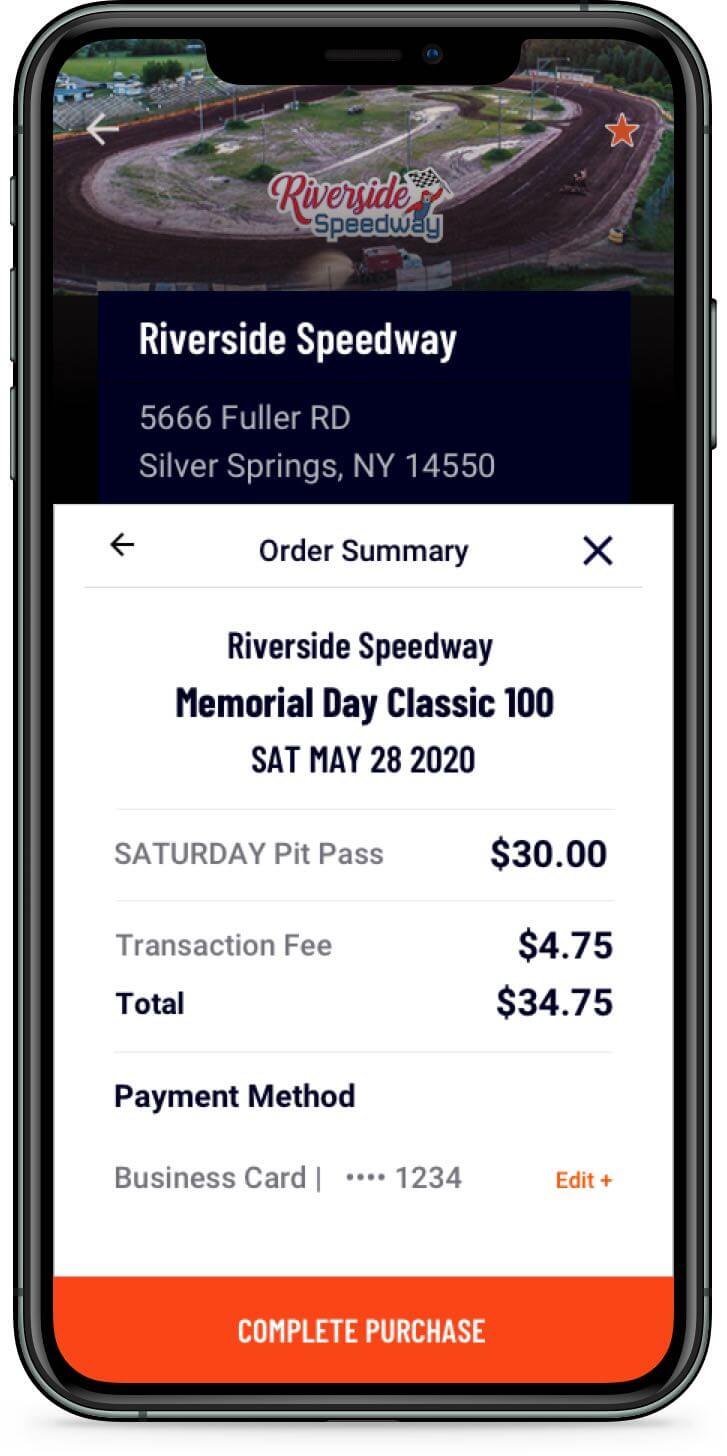 Riverside
Speedway
Riverside Speedway
5666 Fuller RD
Silver Springs, NY 14550
Order Summary
Riverside Speedway
Memorial Day Classic 100
SAT MAY 28 2020
SATURDAY Pit Pass $30.00
Transaction Fee $4.75
Total $34.75
Payment Method
Business Card | •••• 1234 Edit +
COMPLETE PURCHASE